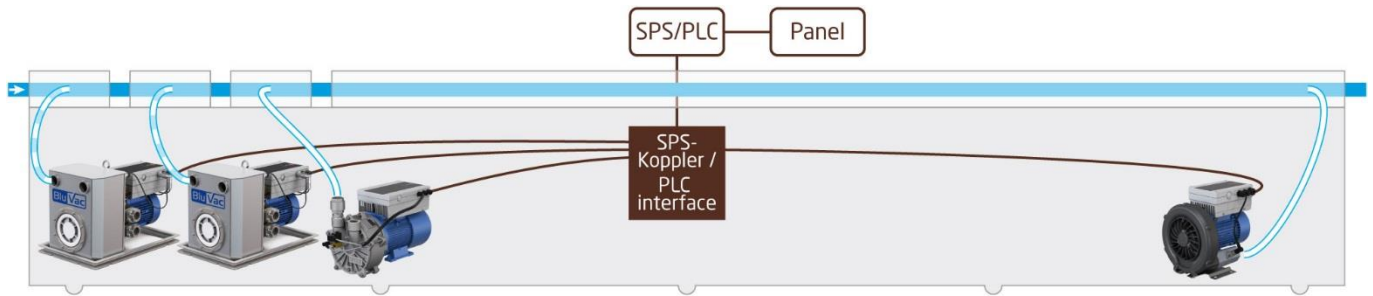 SPS/PLC
Panel
SPS-
Koppler /
PLC
interface
BluVac
BluVac